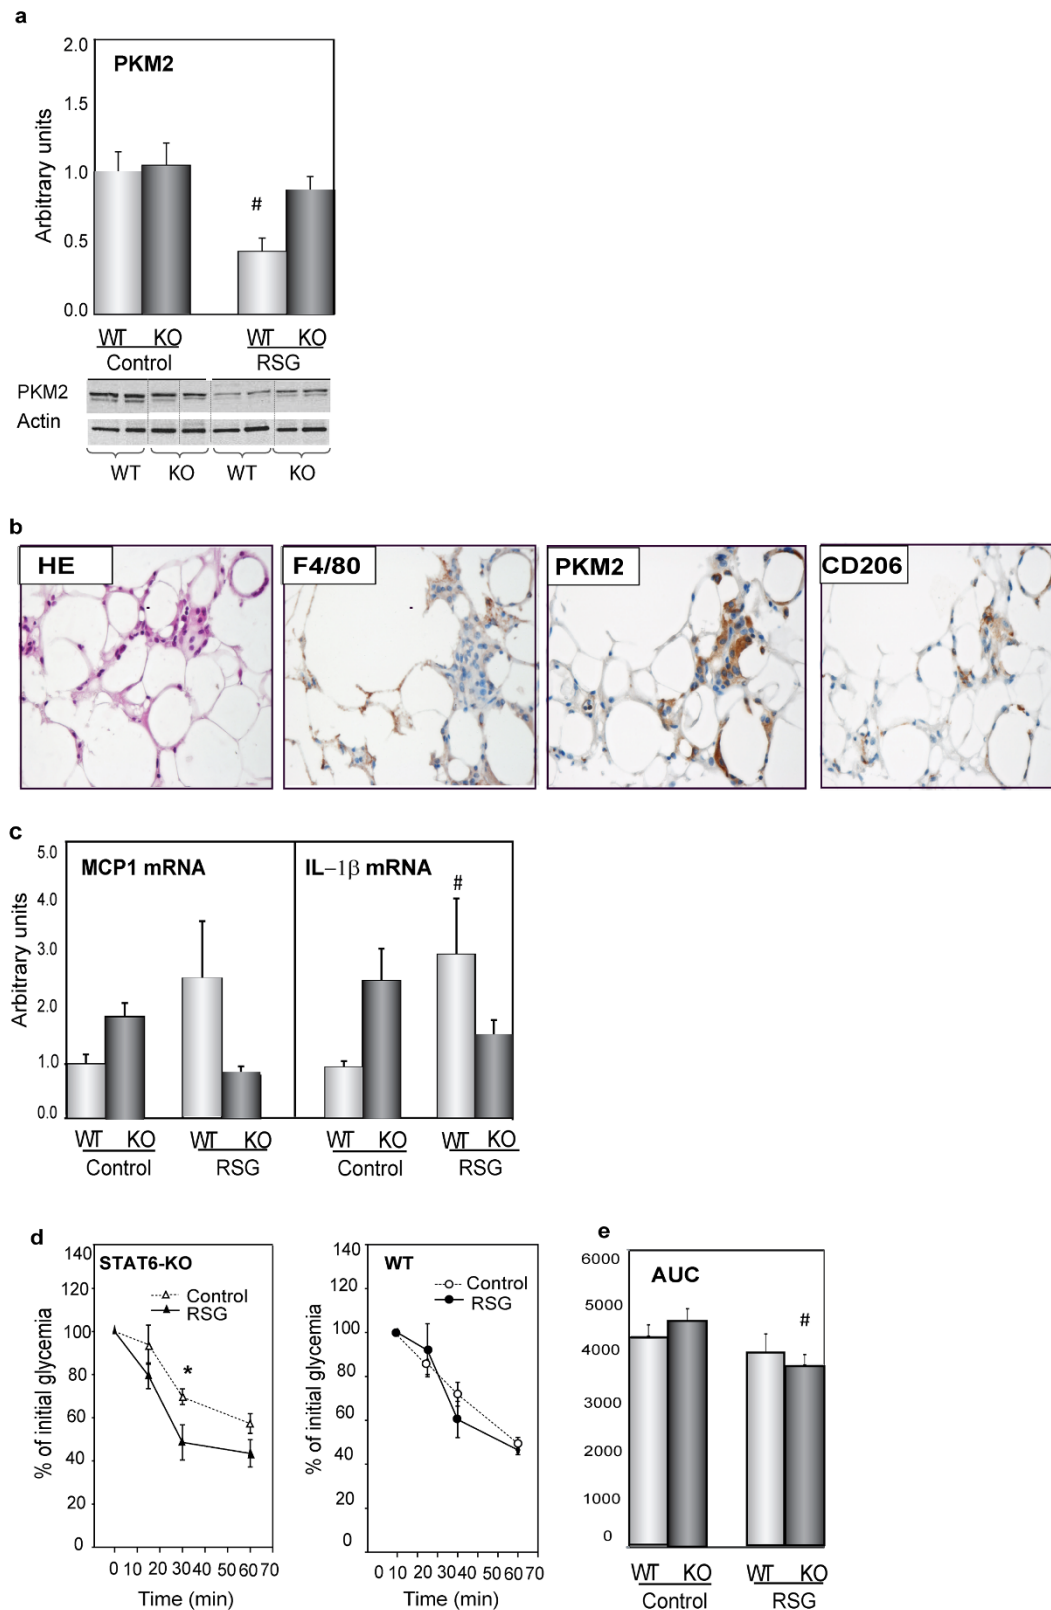 a
2.0
PKM2
1.5
1.0
#
0.5
0.0
Arbitrary units
WT KO WT KO
Control RSG
PKM2
Actin
WT KO WT KO
b
HE F4/80 PKM2 CD206
c
5.0
MCP1 mRNA IL-1β mRNA
4.0 #
3.0
2.0
1.0
0.0
Arbitrary units
WT KO WT KO WT KO WT KO
Control RSG Control RSG
d
140
STAT6-KO
120
Control
RSG
100
80
*
60
40
20
0
% of initial glycemia
0 10 20 30 40 50 60 70
Time (min)
140
WT
120
Control
RSG
100
80
60
40
20
0
% of initial glycemia
0 10 20 30 40 50 60 70
Time (min)
e
6000
AUC
5000
#
4000
3000
2000
1000
0
WT KO WT KO
Control RSG